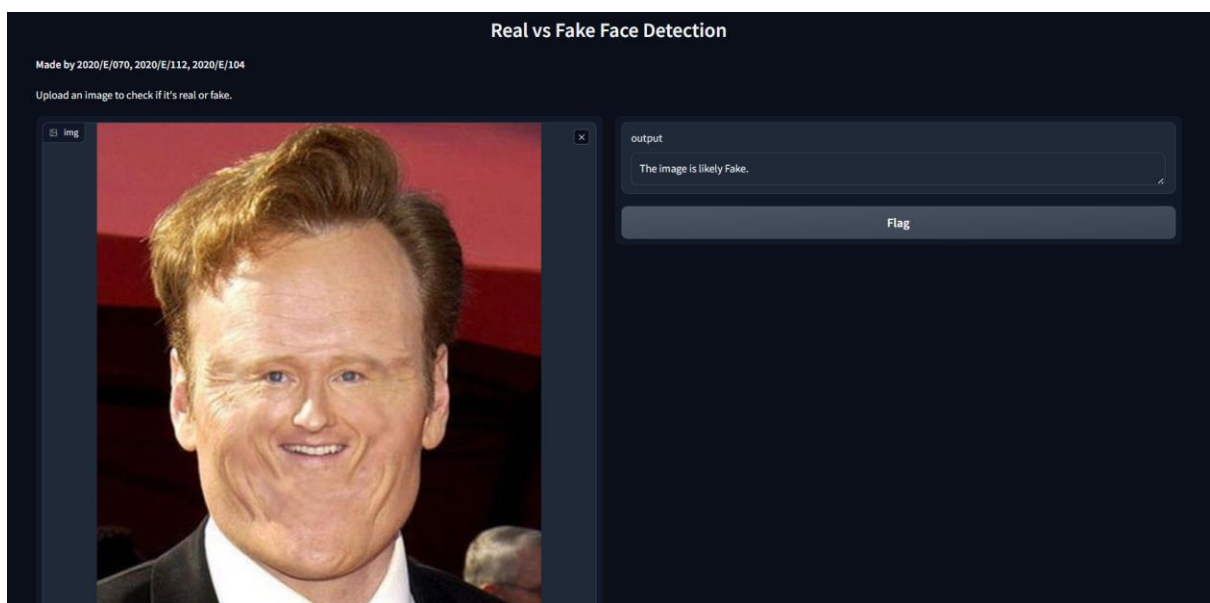 Real vs Fake Face Detection
Made by 2020/E/070, 2020/E/112, 2020/E/104
Upload an image to check if it's real or fake.
img
output
The image is likely Fake.
Flag